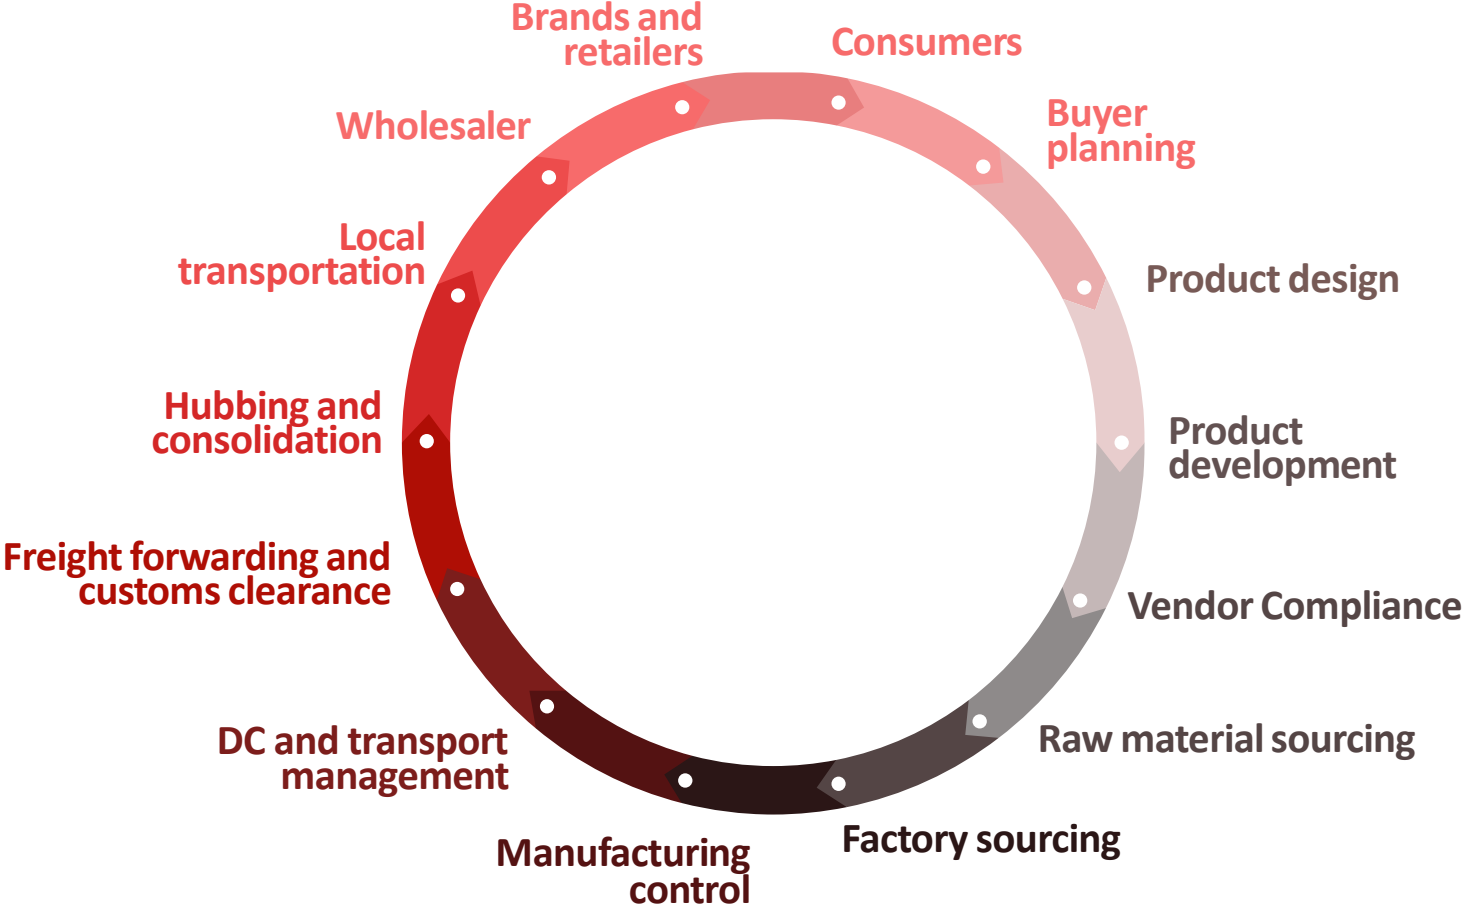 Brands and
retailers
Consumers
Buyer
planning
Product design
Product
development
Vendor Compliance
Raw material sourcing
Factory sourcing
Manufacturing
control
DC and transport
management
Freight forwarding and
customs clearance
Hubbing and
consolidation
Local
transportation
Wholesaler